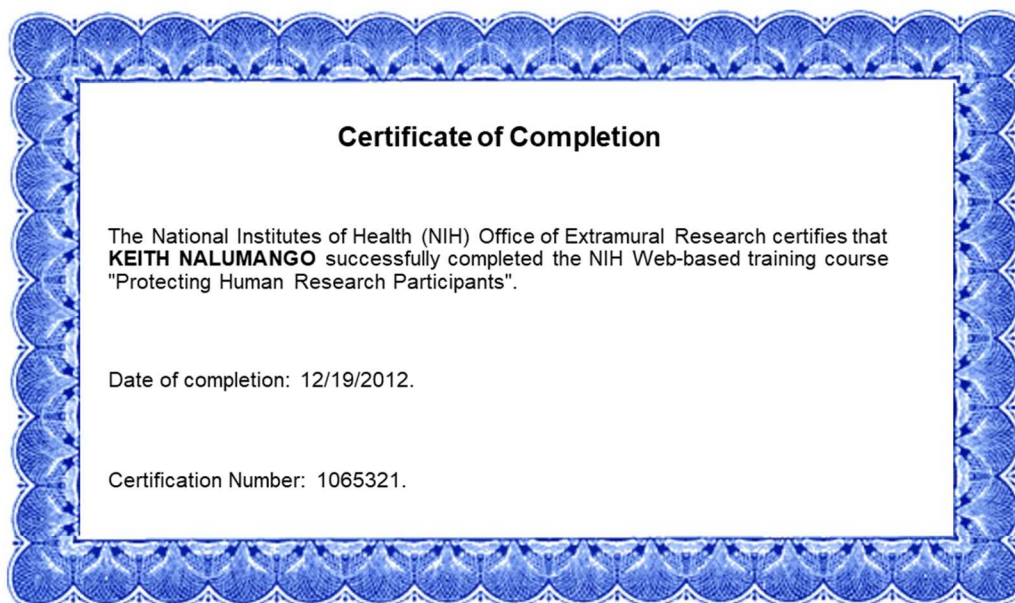 Certificate of Completion
The National Institutes of Health (NIH) Office of Extramural Research certifies that
KEITH NALUMANGO successfully completed the NIH Web-based training course
"Protecting Human Research Participants".
Date of completion: 12/19/2012.
Certification Number: 1065321.